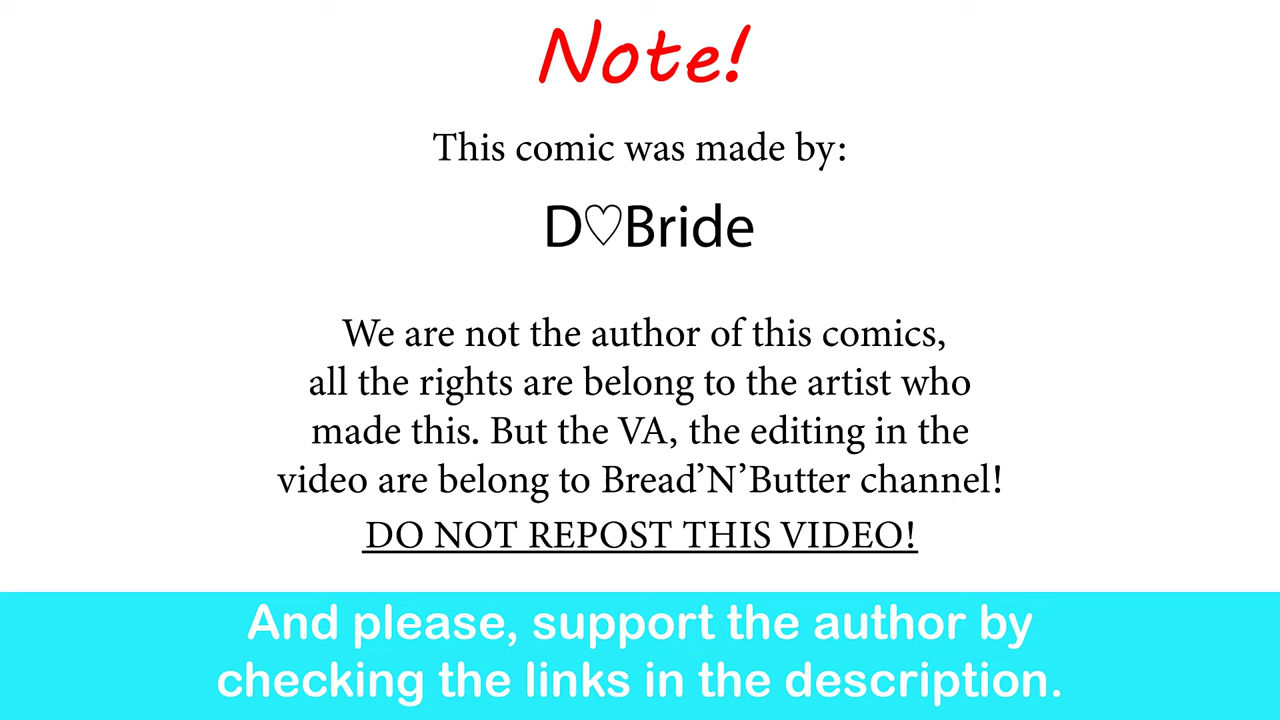 Note!
This comic was made by:
D♡Bride
We are not the author of this comics,
all the rights are belong to the artist who
made this. But the VA, the editing in the
video are belong to Bread’N’Butter channel!
DO NOT REPOST THIS VIDEO!
And please, support the author by
checking the links in the description.